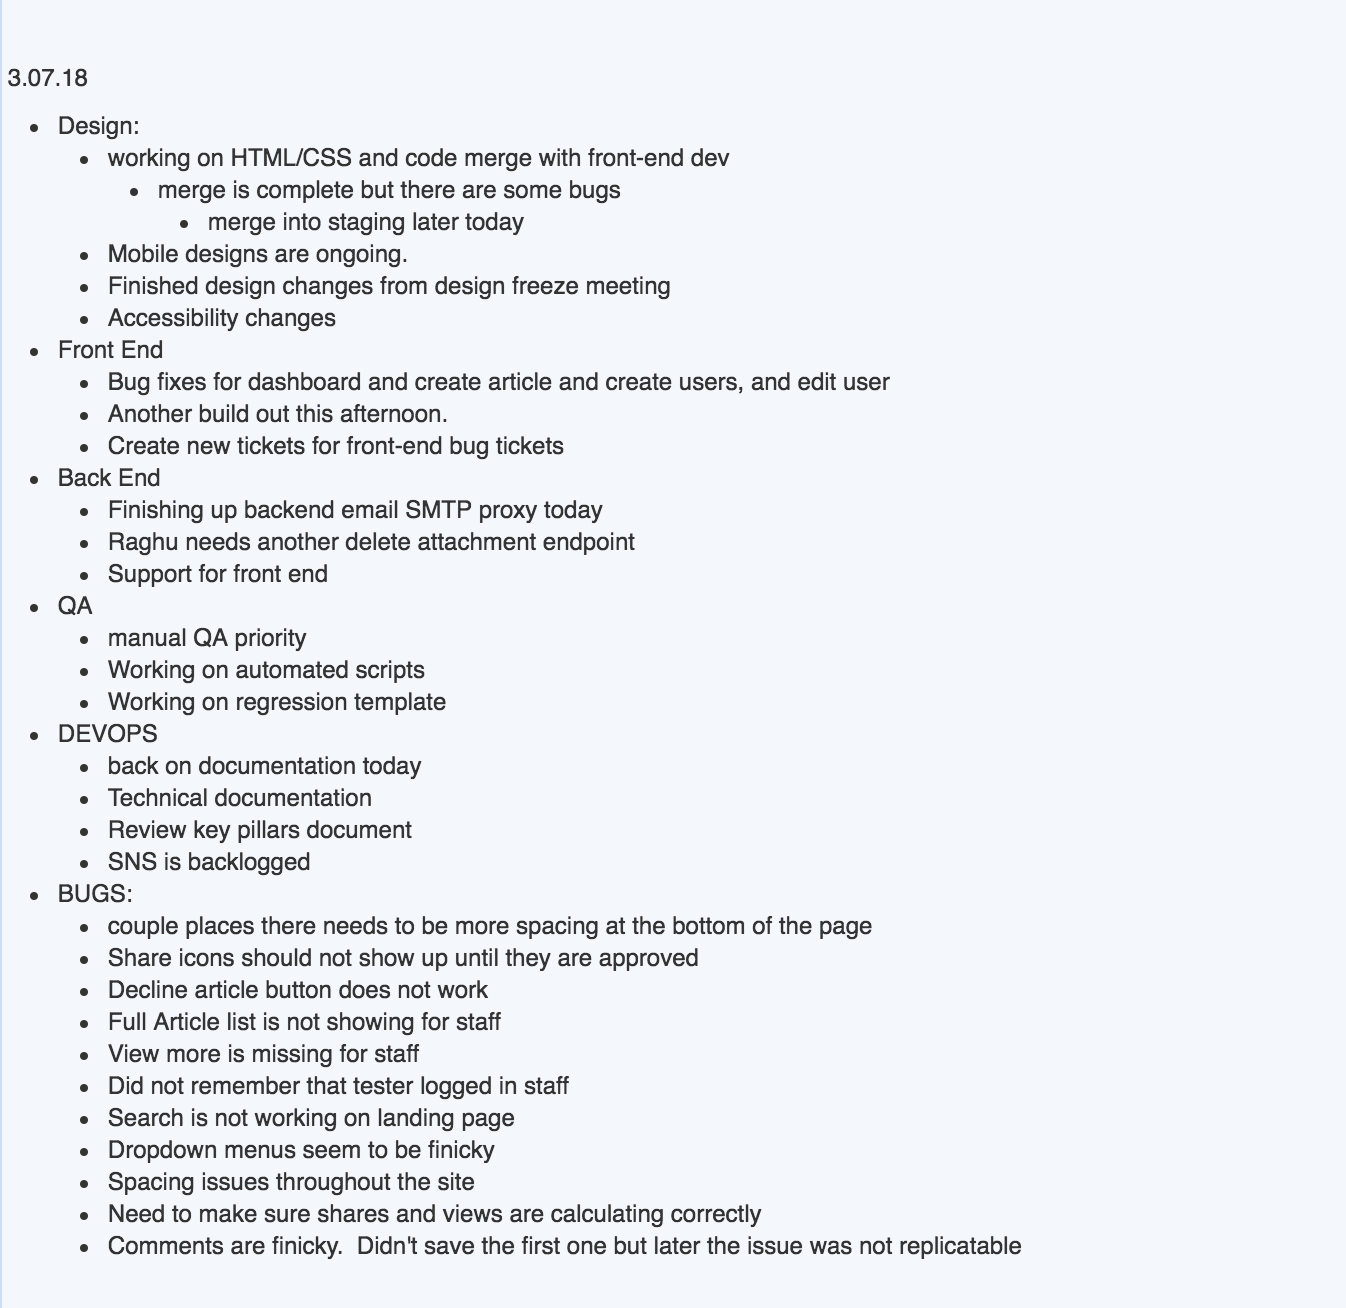 3.07.18
• Design:
• working on HTML/CSS and code merge with front-end dev
• merge is complete but there are some bugs
• merge into staging later today
• Mobile designs are ongoing.
• Finished design changes from design freeze meeting
• Accessibility changes
• Front End
• Bug fixes for dashboard and create article and create users, and edit user
• Another build out this afternoon.
• Create new tickets for front-end bug tickets
• Back End
• Finishing up backend email SMTP proxy today
• Raghu needs another delete attachment endpoint
• Support for front end
• QA
• manual QA priority
• Working on automated scripts
• Working on regression template
• DEVOPS
• back on documentation today
• Technical documentation
• Review key pillars document
• SNS is backlogged
• BUGS:
• couple places there needs to be more spacing at the bottom of the page
• Share icons should not show up until they are approved
• Decline article button does not work
• Full Article list is not showing for staff
• View more is missing for staff
• Did not remember that tester logged in staff
• Search is not working on landing page
• Dropdown menus seem to be finicky
• Spacing issues throughout the site
• Need to make sure shares and views are calculating correctly
• Comments are finicky.  Didn't save the first one but later the issue was not replicatable